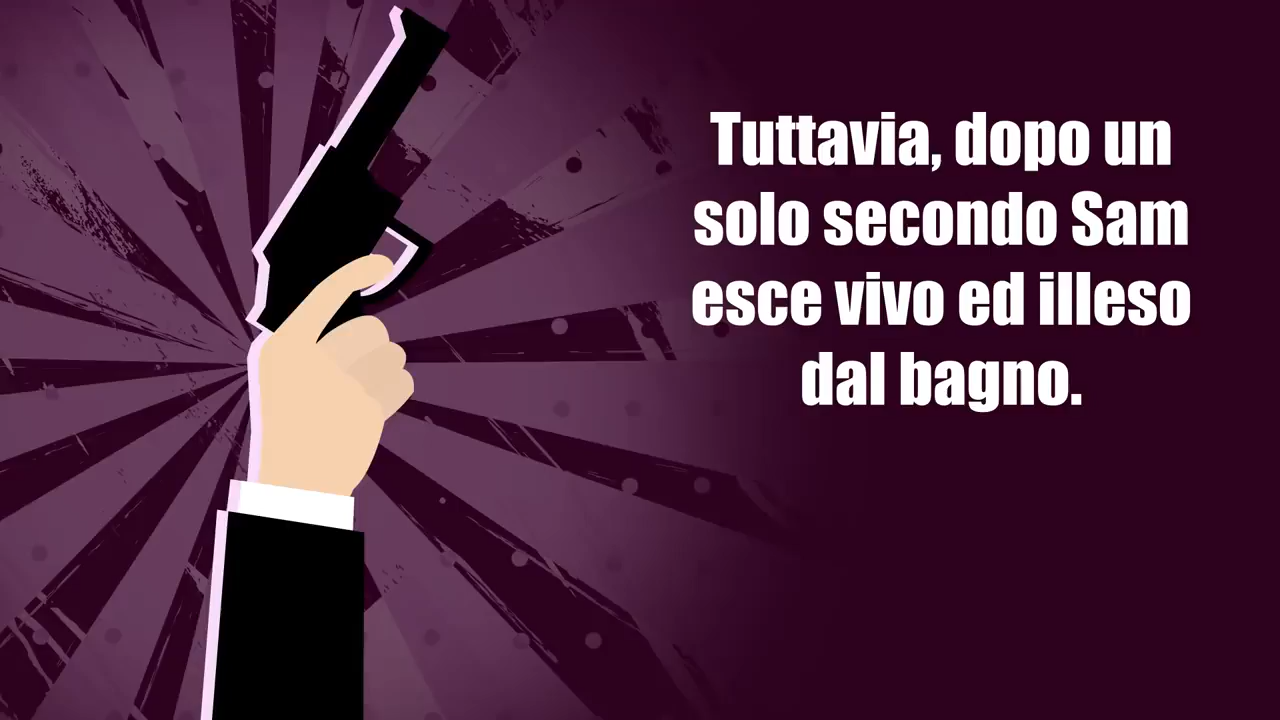 Tuttavia, dopo un
solo secondo Sam
esce vivo ed illeso
dal bagno.